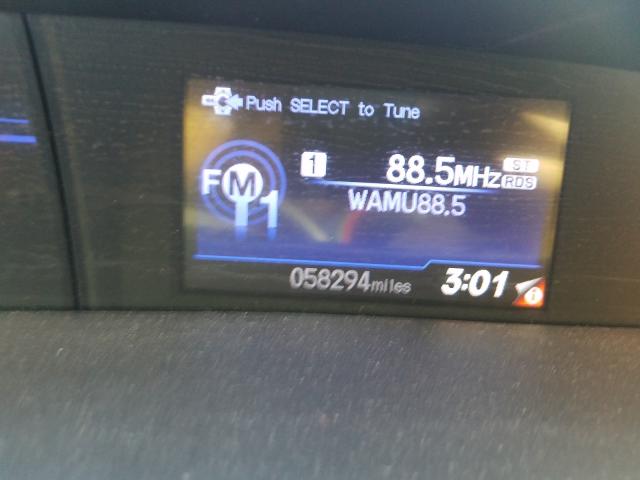 Push SELECT to Tune
FM1
1 88.5MHz ST RDS
WAMU88.5
058294miles 3:01 i